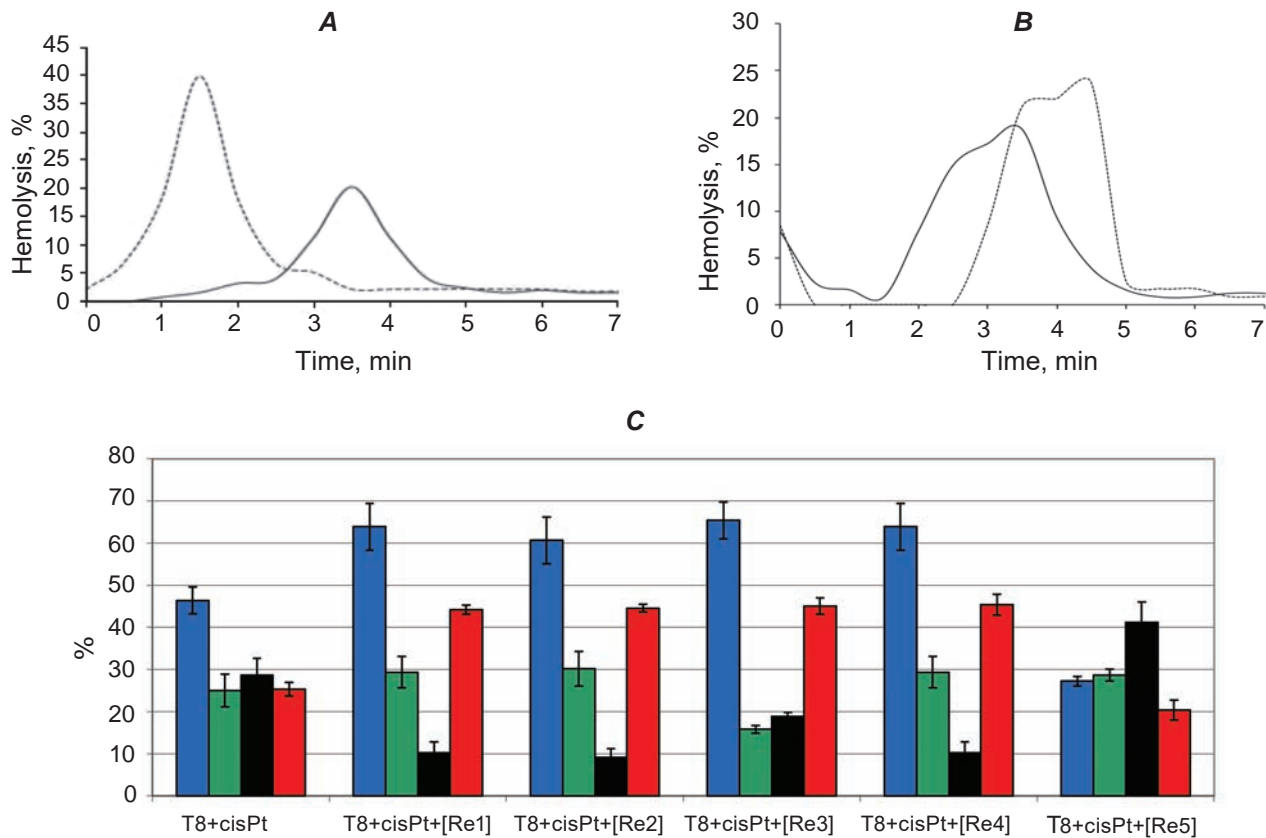 A
45
40
35
30
25
20
15
10
5
0
Hemolysis, %
0 1 2 3 4 5 6 7
Time, min
B
30
25
20
15
10
5
0
Hemolysis, %
0 1 2 3 4 5 6 7
Time, min
C
80
70
60
50
40
30
20
10
0
%
T8+cisPt T8+cisPt+[Re1] T8+cisPt+[Re2] T8+cisPt+[Re3] T8+cisPt+[Re4] T8+cisPt+[Re5]